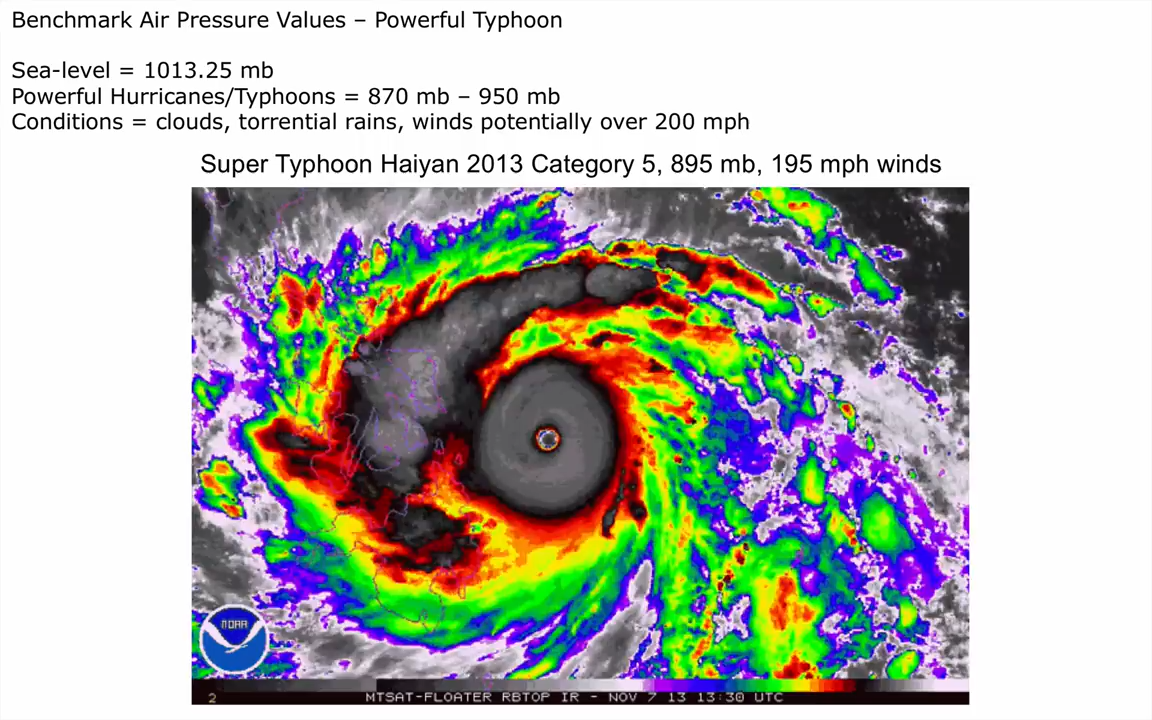 Benchmark Air Pressure Values – Powerful Typhoon
Sea-level = 1013.25 mb
Powerful Hurricanes/Typhoons = 870 mb – 950 mb
Conditions = clouds, torrential rains, winds potentially over 200 mph
Super Typhoon Haiyan 2013 Category 5, 895 mb, 195 mph winds
NOAA
2 MTSAT-FLOATER RBTOP IR - NOV 7 13 13:30 UTC